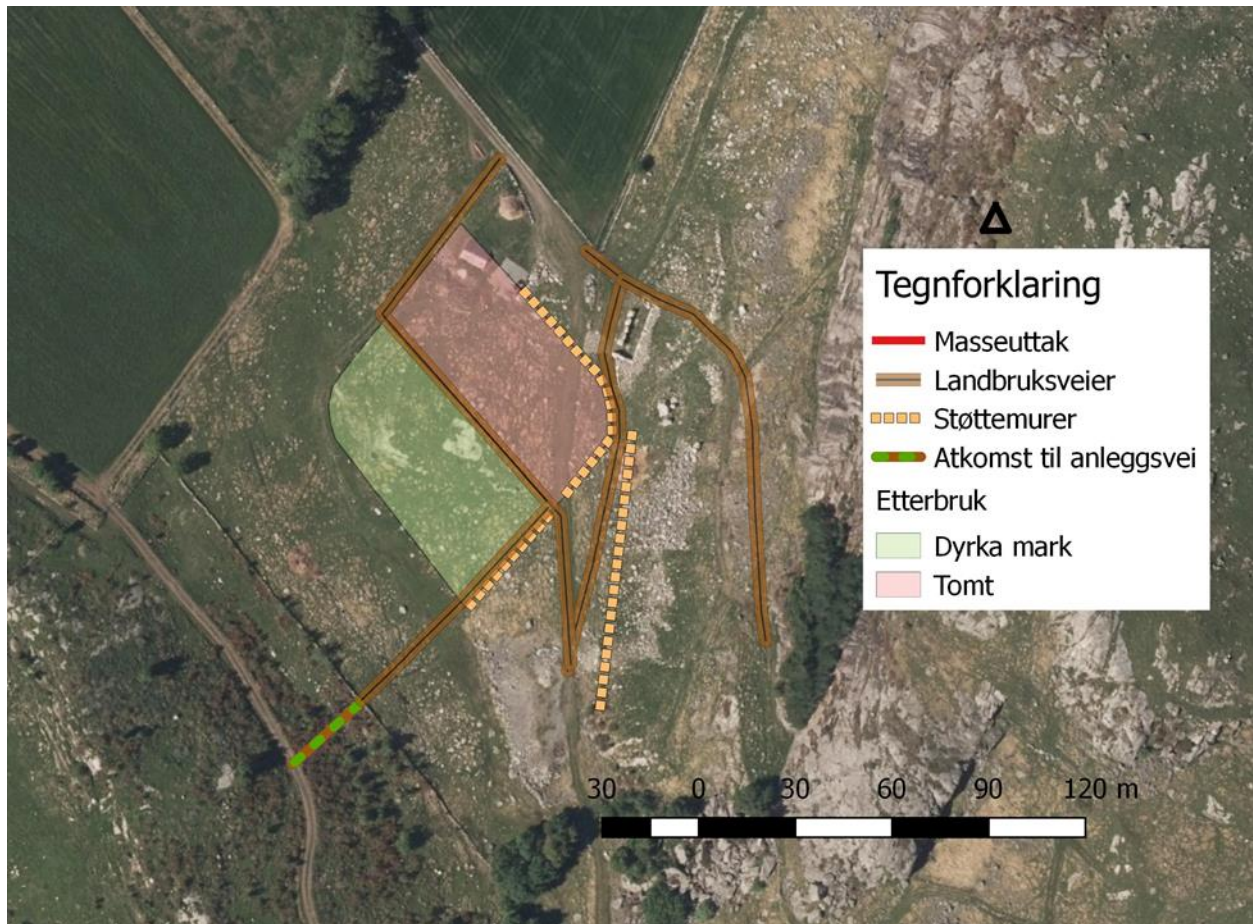 Tegnforklaring
Masseuttak
Landbruksveier
Støttemurer
Atkomst til anleggsvei
Etterbruk
Dyrka mark
Tomt
30 0 30 60 90 120 m